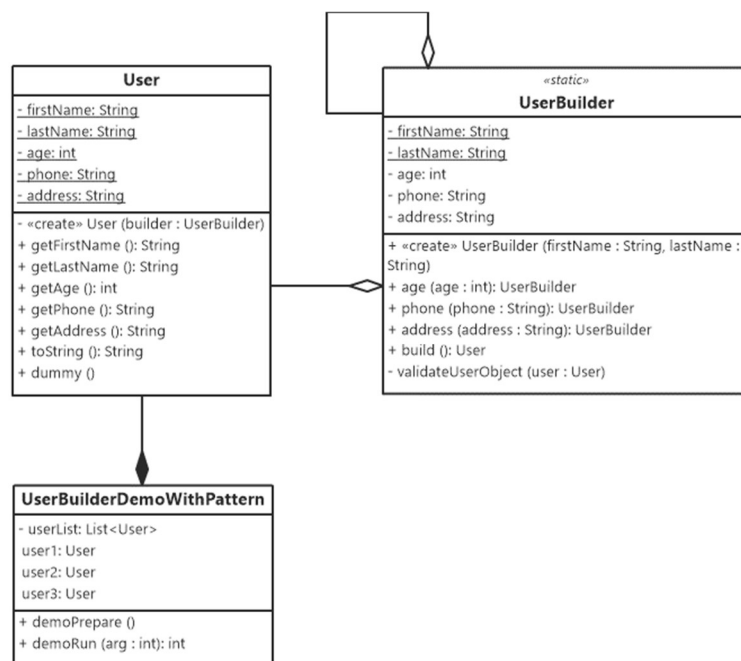 User
- firstName: String
- lastName: String
- age: int
- phone: String
- address: String
- «create» User (builder : UserBuilder)
+ getFirstName (): String
+ getLastName (): String
+ getAge (): int
+ getPhone (): String
+ getAddress (): String
+ toString (): String
+ dummy ()
«static»
UserBuilder
- firstName: String
- lastName: String
- age: int
- phone: String
- address: String
+ «create» UserBuilder (firstName : String, lastName :
String)
+ age (age : int): UserBuilder
+ phone (phone : String): UserBuilder
+ address (address : String): UserBuilder
+ build (): User
- validateUserObject (user : User)
UserBuilderDemoWithPattern
- userList: List<User>
user1: User
user2: User
user3: User
+ demoPrepare ()
+ demoRun (arg : int): int